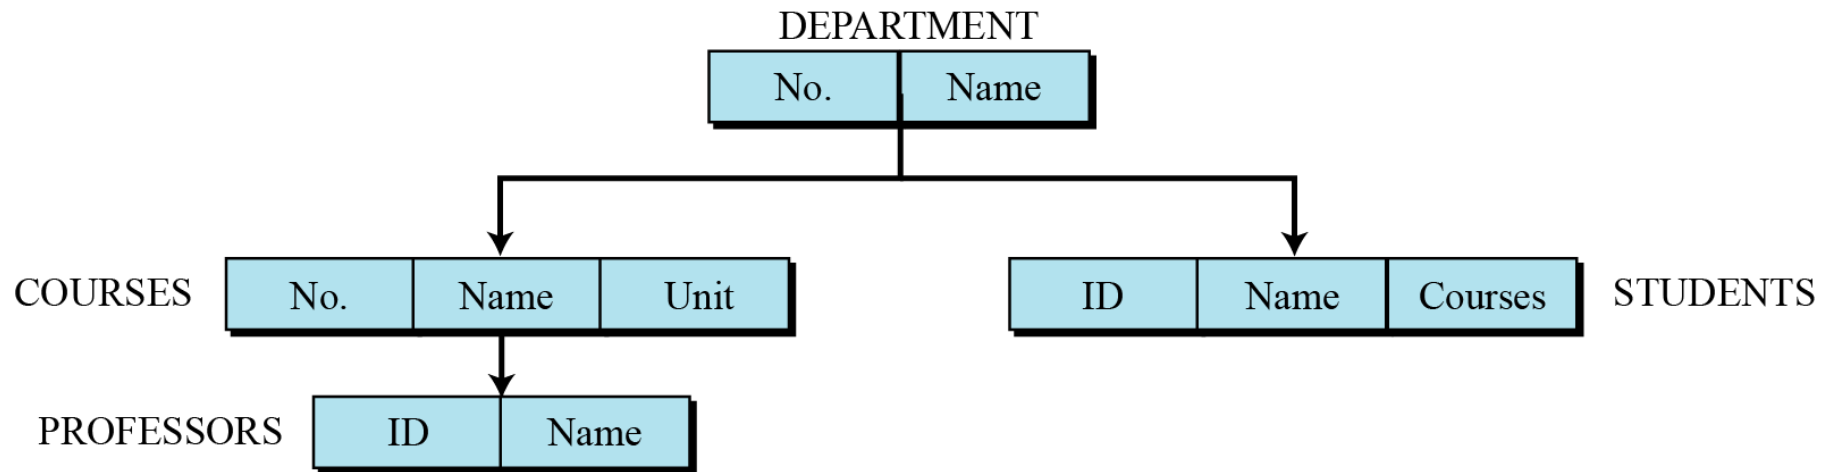 DEPARTMENT
No. Name
COURSES No. Name Unit ID Name Courses STUDENTS
PROFESSORS ID Name